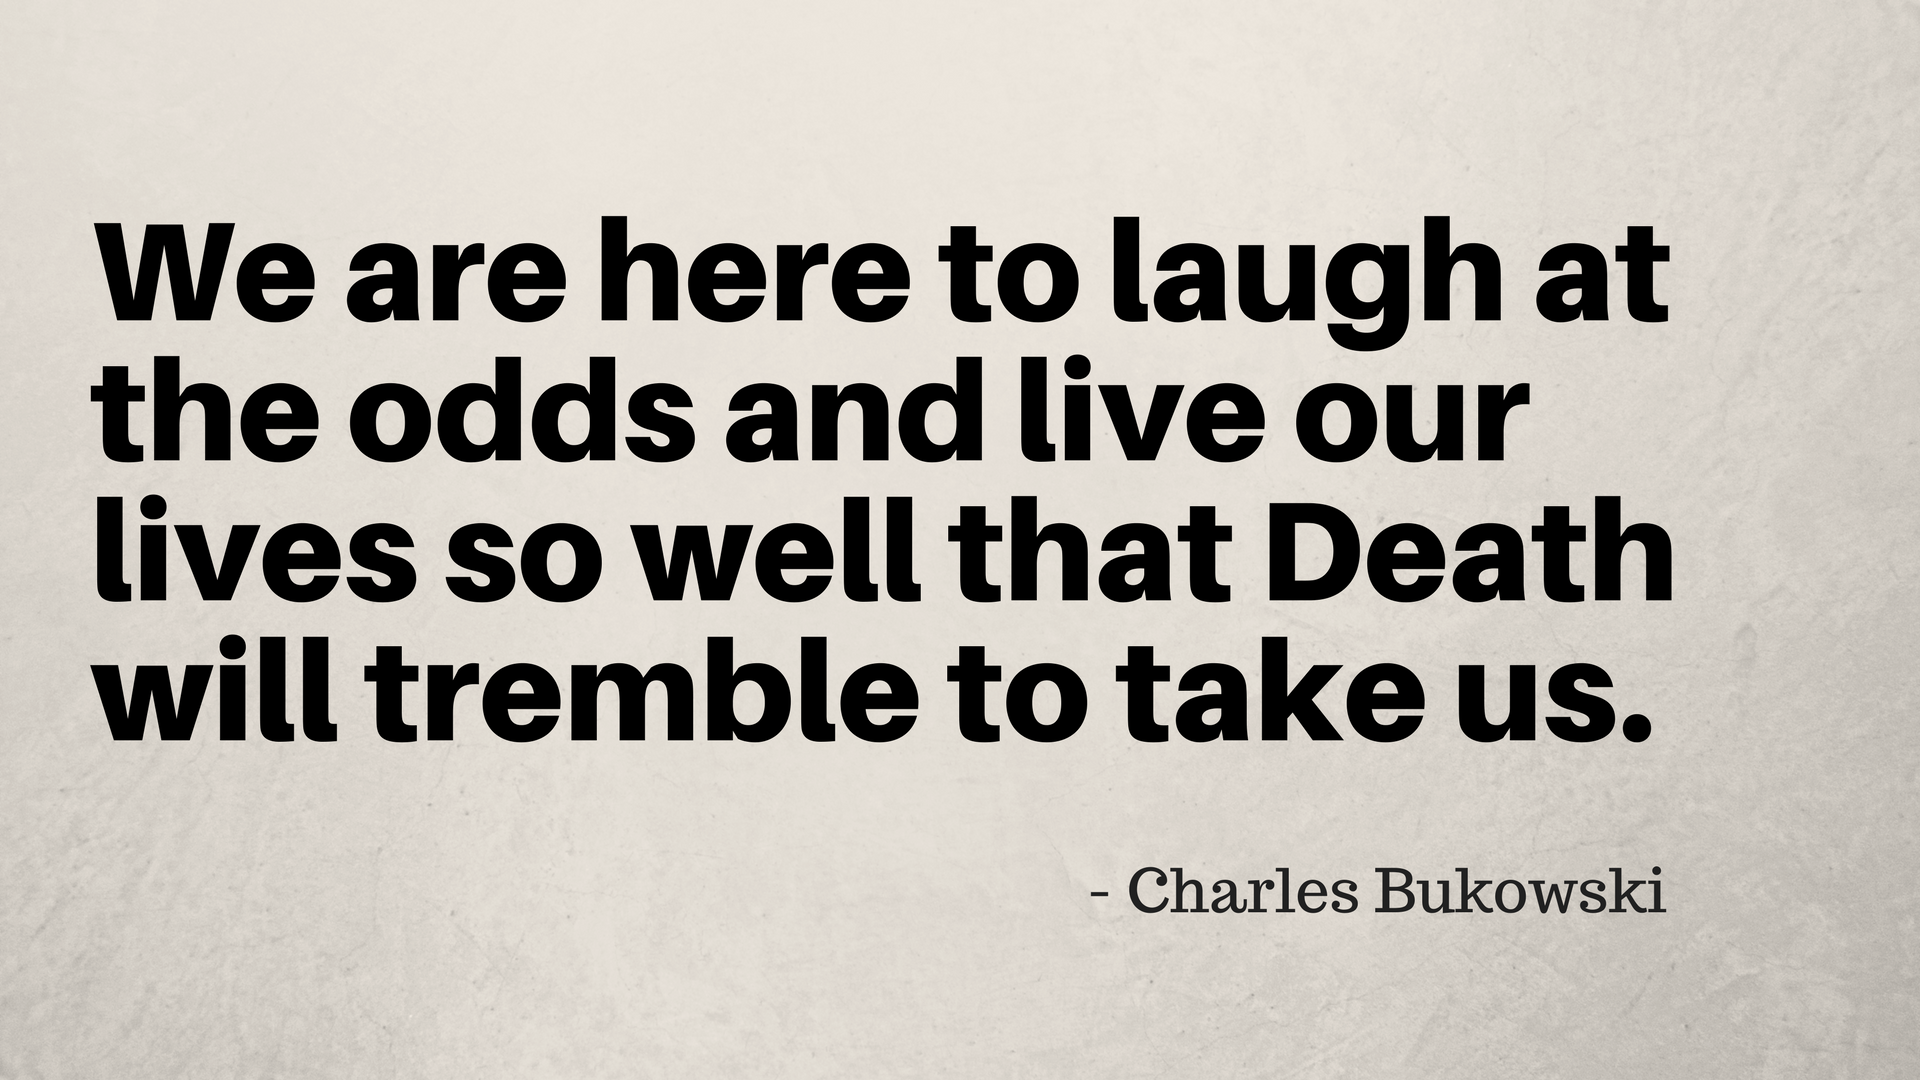 We are here to laugh at
the odds and live our
lives so well that Death
will tremble to take us.
- Charles Bukowski